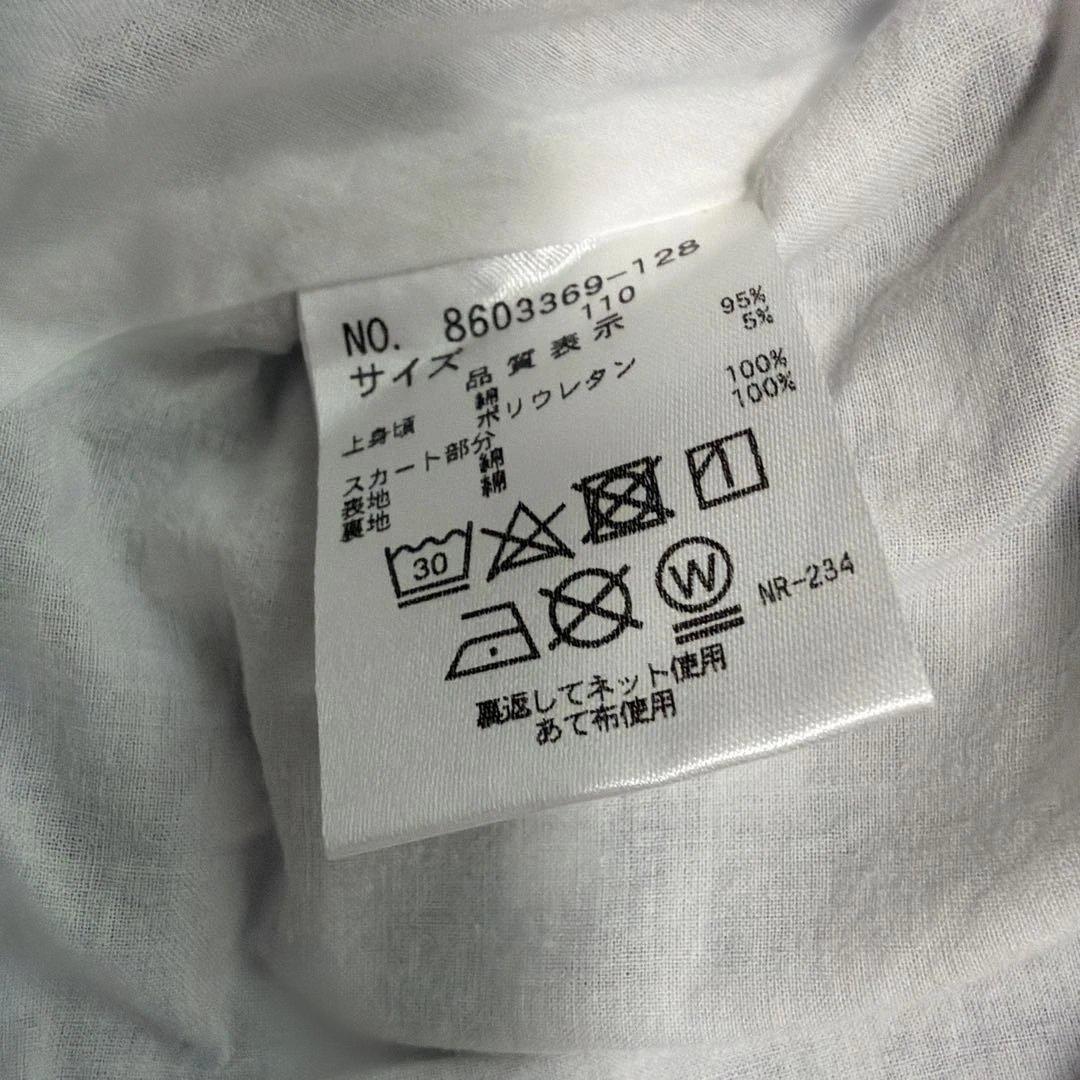 NO. 8603369-128
サイズ 110
品質表示
上身頃 綿 95%
ポリウレタン 5%
スカート部分
表地 綿 100%
裏地 綿 100%
30
W
NR-234
裏返してネット使用
あて布使用